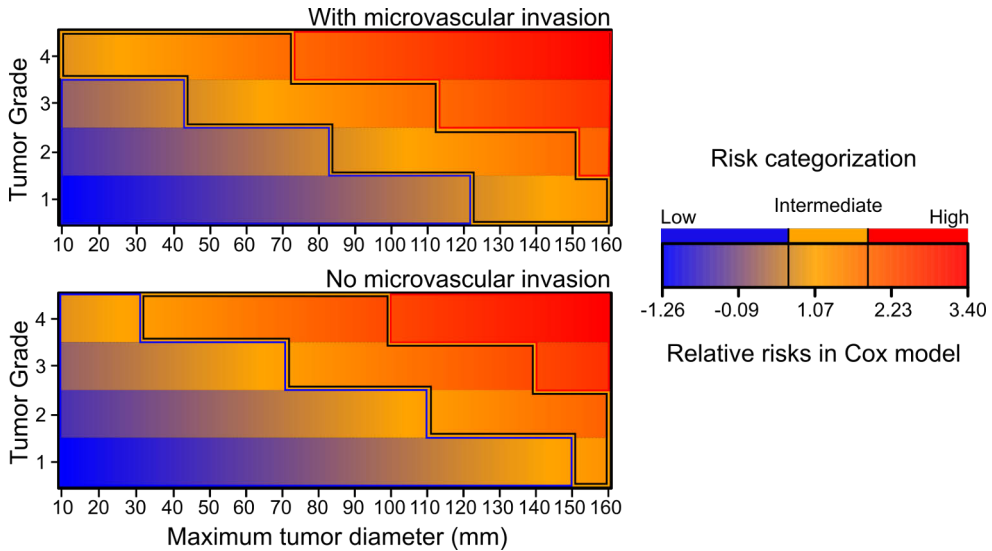 With microvascular invasion
Tumor Grade
4
3
2
1
10 20 30 40 50 60 70 80 90 100 110 120 130 140 150 160
No microvascular invasion
Tumor Grade
4
3
2
1
10 20 30 40 50 60 70 80 90 100 110 120 130 140 150 160
Maximum tumor diameter (mm)
Risk categorization
Low Intermediate High
-1.26 -0.09 1.07 2.23 3.40
Relative risks in Cox model